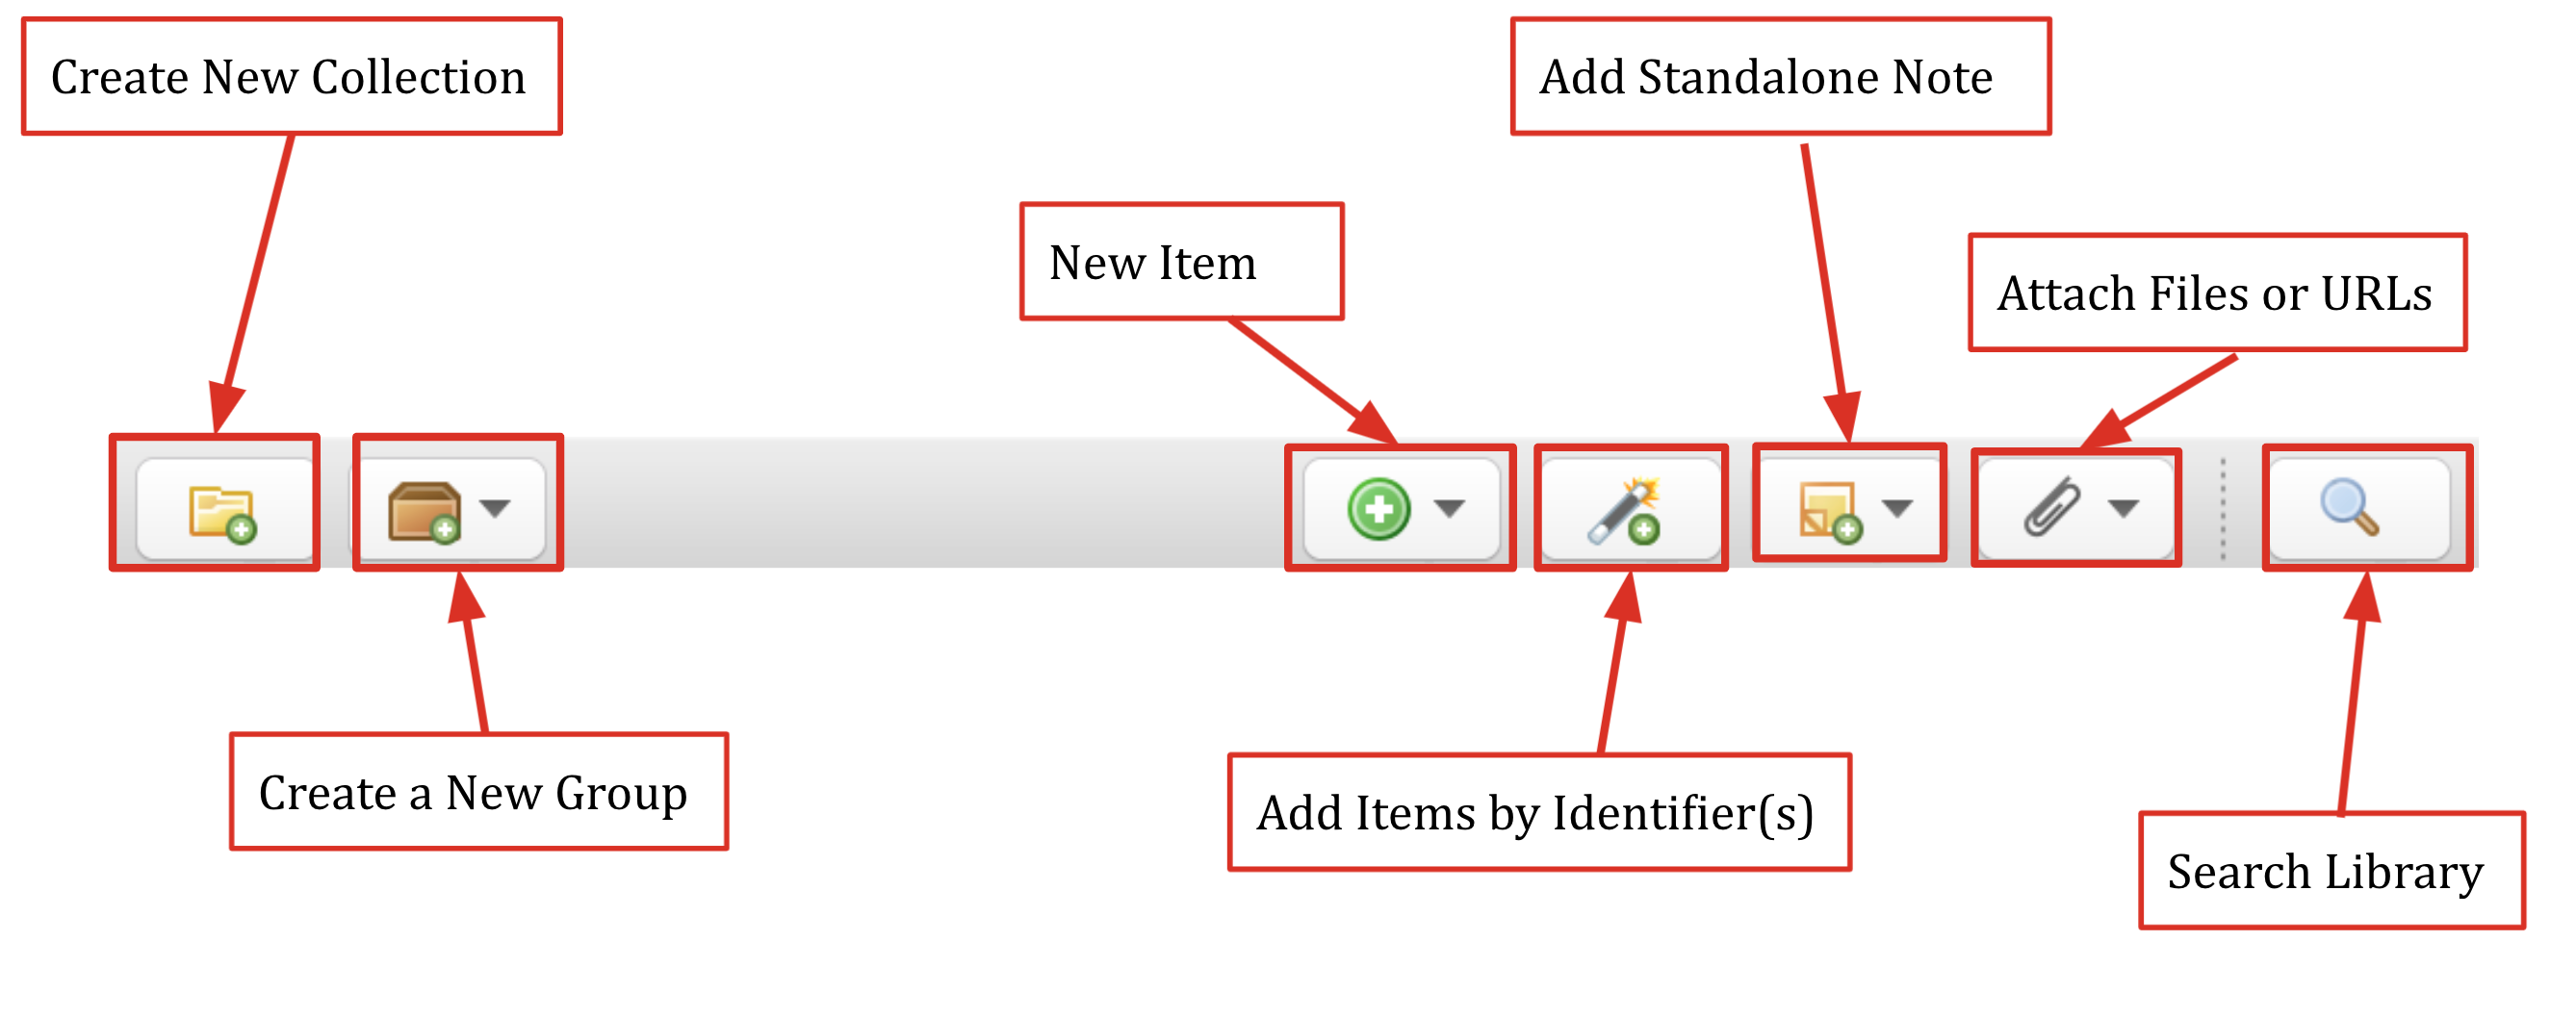 Create New Collection
Add Standalone Note
New Item
Attach Files or URLs
Create a New Group
Add Items by Identifier(s)
Search Library